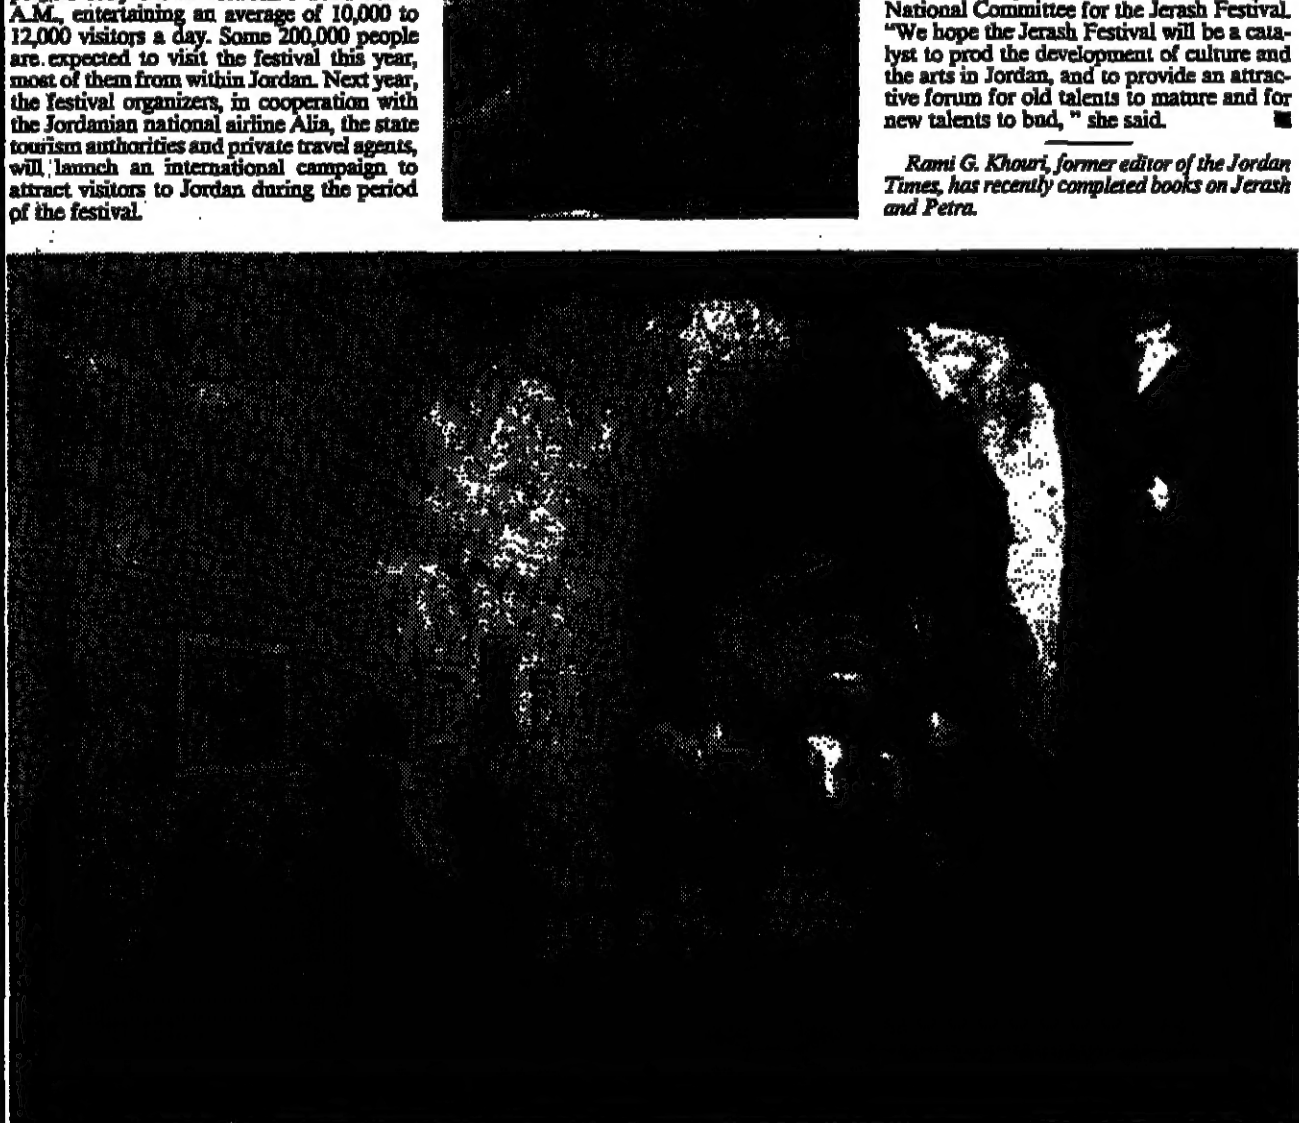 A.M., entertaining an average of 10,000 to
12,000 visitors a day. Some 200,000 people
are expected to visit the festival this year,
most of them from within Jordan. Next year,
the festival organizers, in cooperation with
the Jordanian national airline Alia, the state
tourism authorities and private travel agents,
will launch an international campaign to
attract visitors to Jordan during the period
of the festival.
National Committee for the Jerash Festival.
"We hope the Jerash Festival will be a cata-
lyst to prod the development of culture and
the arts in Jordan, and to provide an attrac-
tive forum for old talents to mature and for
new talents to bud, " she said. ■
Rami G. Khouri, former editor of the Jordan
Times, has recently completed books on Jerash
and Petra.